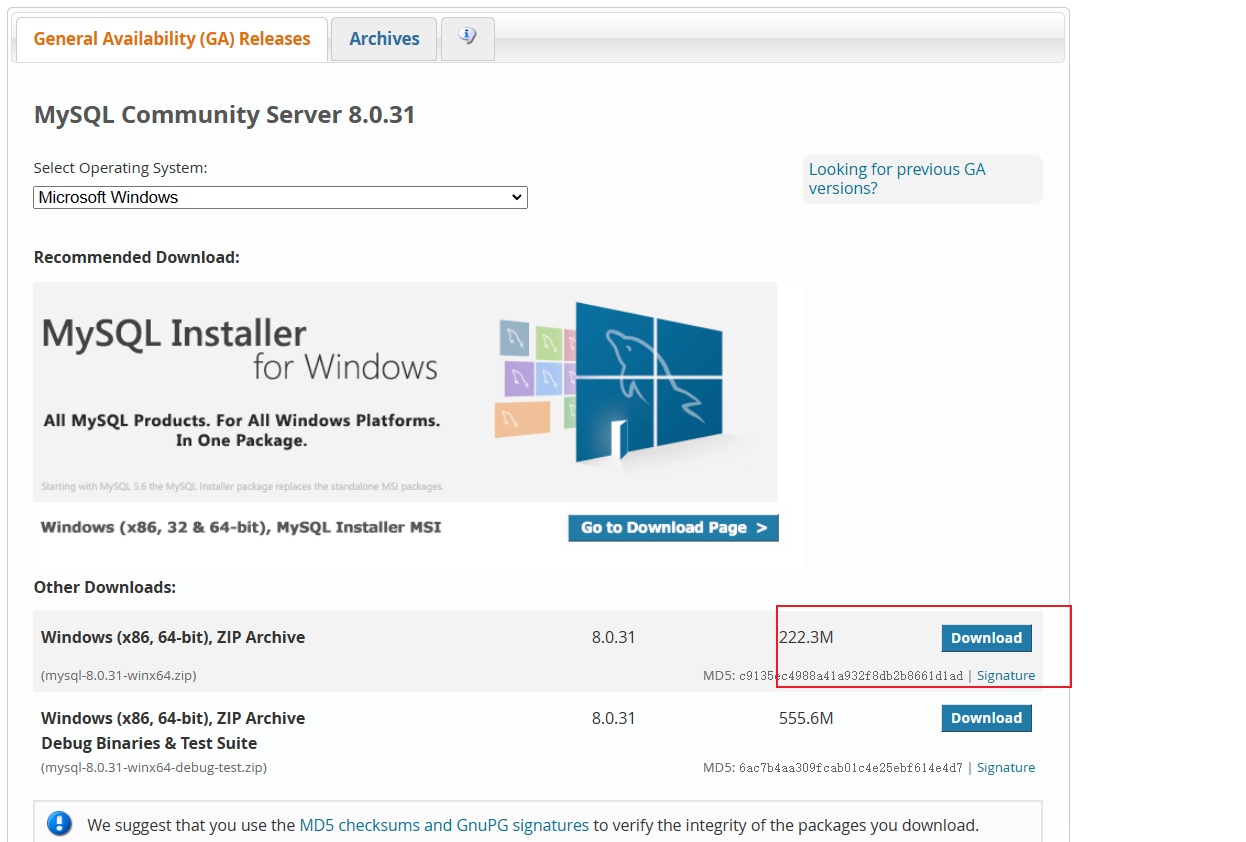 General Availability (GA) Releases
Archives
MySQL Community Server 8.0.31
Select Operating System:
Looking for previous GA
versions?
Microsoft Windows
Recommended Download:
MySQL Installer
for Windows
All MySQL Products. For All Windows Platforms.
In One Package.
Starting with MySQL 5.6 the MySQL Installer package replaces the standalone MSI packages.
Windows (x86, 32 & 64-bit), MySQL Installer MSI
Go to Download Page >
Other Downloads:
Windows (x86, 64-bit), ZIP Archive 8.0.31 222.3M Download
(mysql-8.0.31-winx64.zip) MD5: c9135ec4988a41a932f8db2b8661d1ad | Signature
Windows (x86, 64-bit), ZIP Archive 8.0.31 555.6M Download
Debug Binaries & Test Suite
(mysql-8.0.31-winx64-debug-test.zip) MD5: 6ac7b4aa309fcab01c4e25ebf614e4d7 | Signature
We suggest that you use the MD5 checksums and GnuPG signatures to verify the integrity of the packages you download.